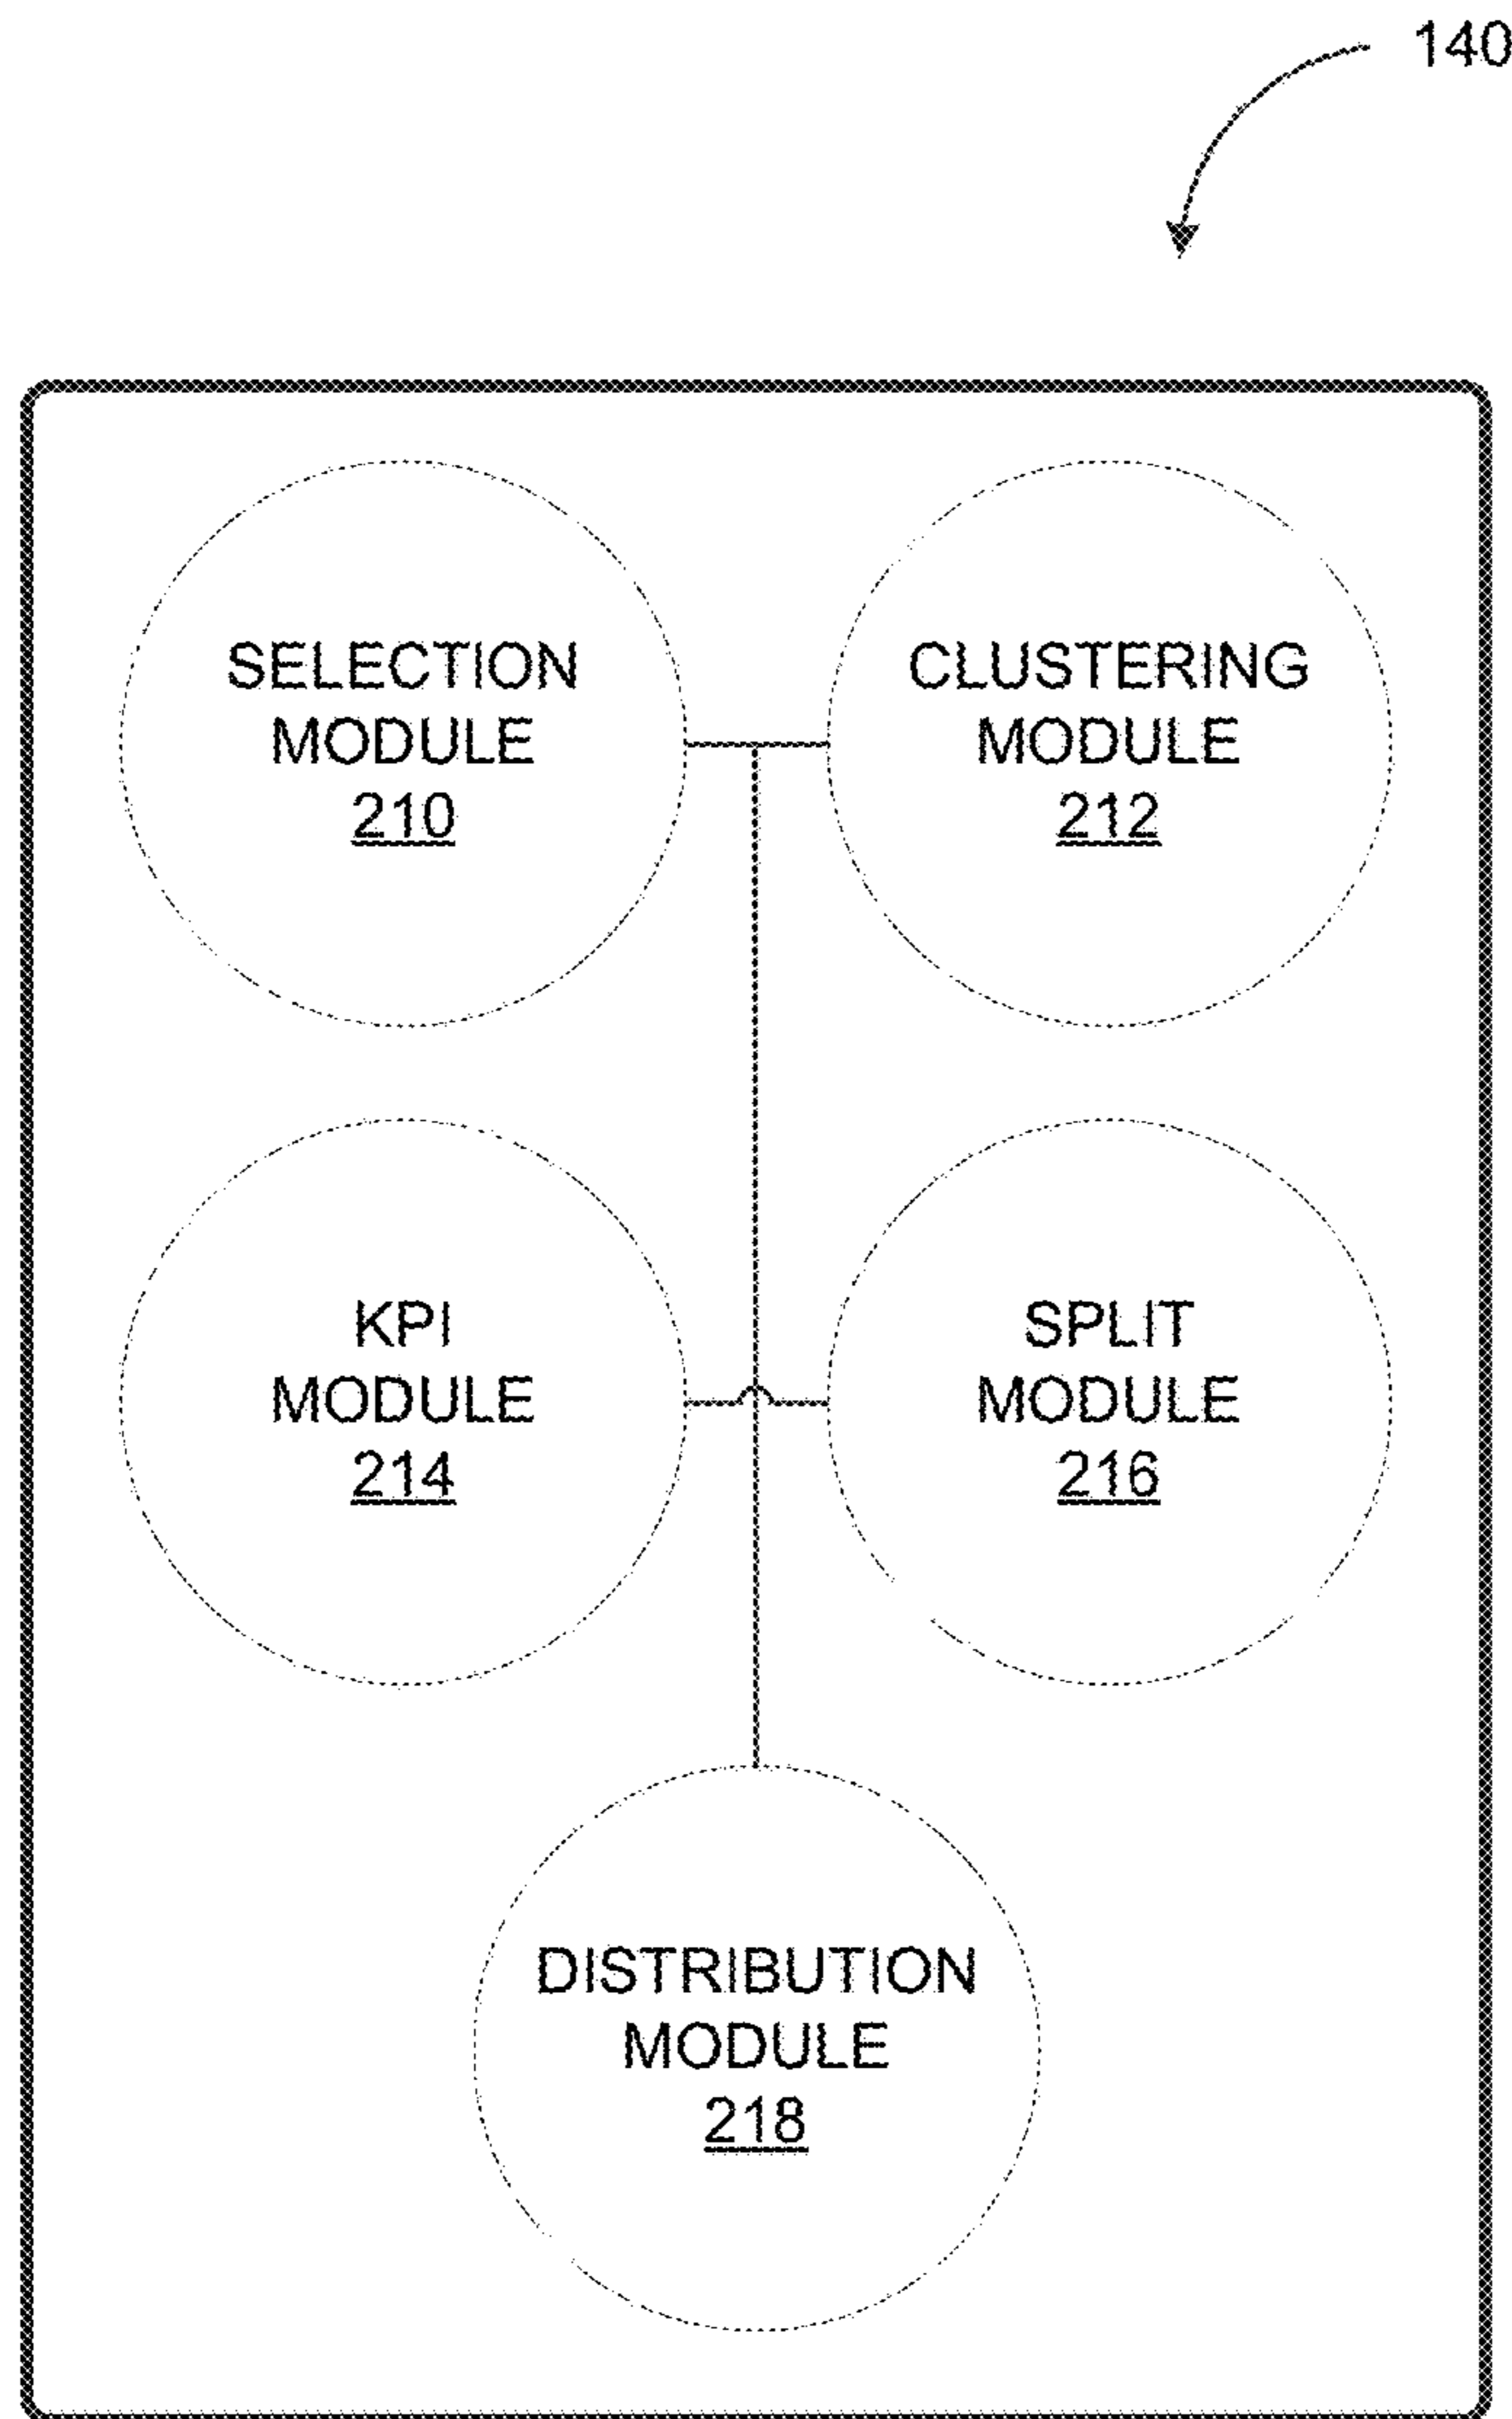 140
SELECTION
MODULE
210
CLUSTERING
MODULE
212
KPI
MODULE
214
SPLIT
MODULE
216
DISTRIBUTION
MODULE
218